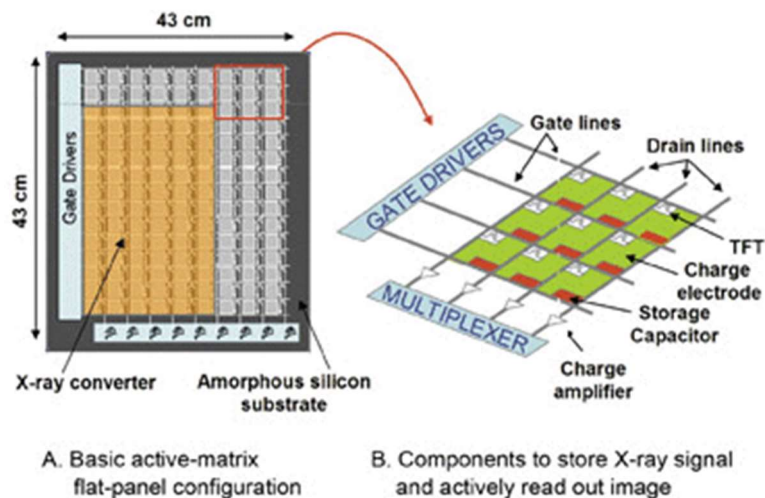 43 cm
43 cm
Gate Drivers
X-ray converter
Amorphous silicon
substrate
Gate lines
Drain lines
GATE DRIVERS
TFT
Charge
electrode
Storage
Capacitor
MULTIPLEXER
Charge
amplifier
A. Basic active-matrix
flat-panel configuration
B. Components to store X-ray signal
and actively read out image